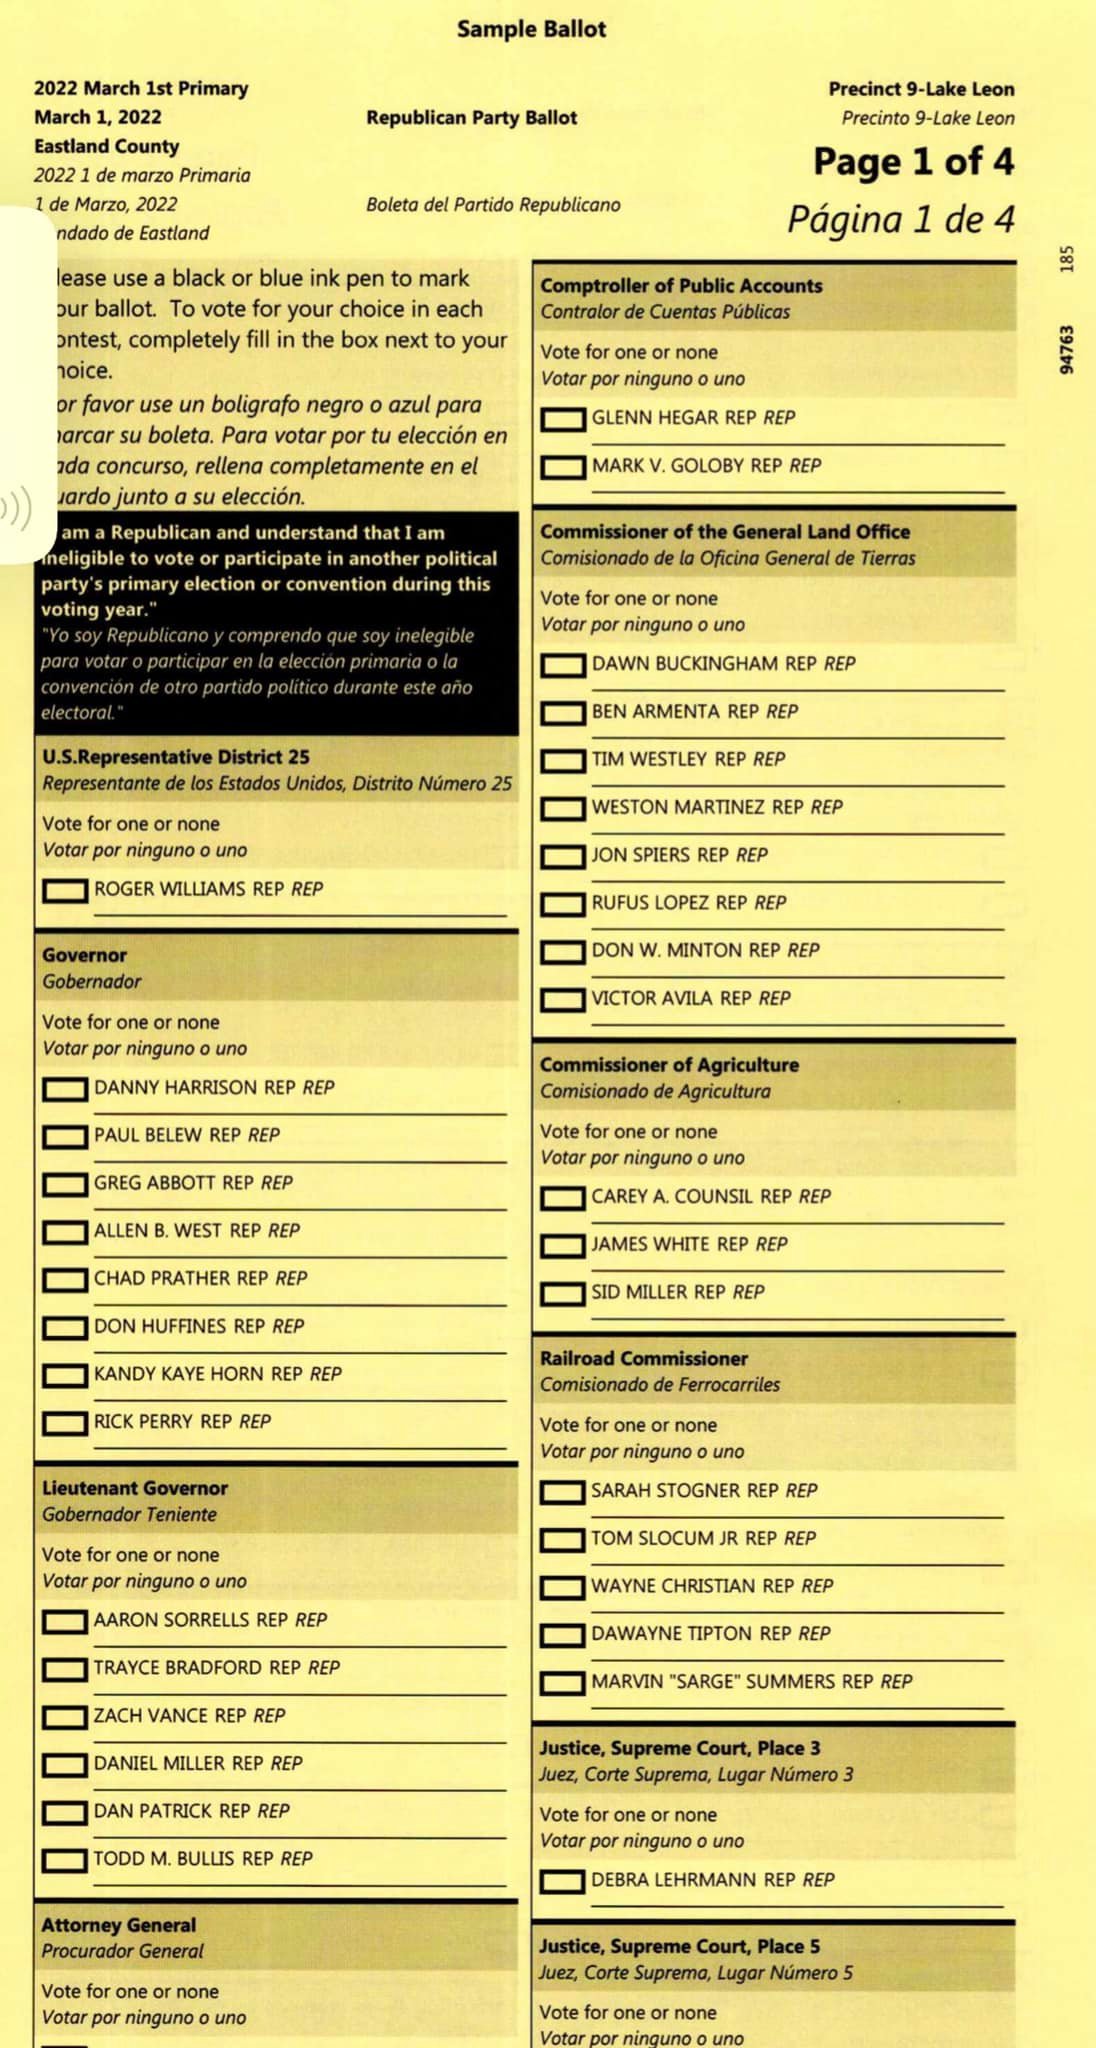 Sample Ballot
2022 March 1st Primary
March 1, 2022
Eastland County
2022 1 de marzo Primaria
1 de Marzo, 2022
ndado de Eastland
Republican Party Ballot
Boleta del Partido Republicano
Precinct 9-Lake Leon
Precinto 9-Lake Leon
Page 1 of 4
Página 1 de 4
185
94763
lease use a black or blue ink pen to mark
our ballot. To vote for your choice in each
ontest, completely fill in the box next to your
hoice.
or favor use un boligrafo negro o azul para
arcar su boleta. Para votar por tu elección en
ada concurso, rellena completamente en el
uardo junto a su elección.
am a Republican and understand that I am
ineligible to vote or participate in another political
party's primary election or convention during this
voting year."
"Yo soy Republicano y comprendo que soy inelegible
para votar o participar en la elección primaria o la
convención de otro partido político durante este año
electoral."
U.S.Representative District 25
Representante de los Estados Unidos, Distrito Número 25
Vote for one or none
Votar por ninguno o uno
ROGER WILLIAMS REP REP
Governor
Gobernador
Vote for one or none
Votar por ninguno o uno
DANNY HARRISON REP REP
PAUL BELEW REP REP
GREG ABBOTT REP REP
ALLEN B. WEST REP REP
CHAD PRATHER REP REP
DON HUFFINES REP REP
KANDY KAYE HORN REP REP
RICK PERRY REP REP
Lieutenant Governor
Gobernador Teniente
Vote for one or none
Votar por ninguno o uno
AARON SORRELLS REP REP
TRAYCE BRADFORD REP REP
ZACH VANCE REP REP
DANIEL MILLER REP REP
DAN PATRICK REP REP
TODD M. BULLIS REP REP
Attorney General
Procurador General
Vote for one or none
Votar por ninguno o uno
Comptroller of Public Accounts
Contralor de Cuentas Públicas
Vote for one or none
Votar por ninguno o uno
GLENN HEGAR REP REP
MARK V. GOLOBY REP REP
Commissioner of the General Land Office
Comisionado de la Oficina General de Tierras
Vote for one or none
Votar por ninguno o uno
DAWN BUCKINGHAM REP REP
BEN ARMENTA REP REP
TIM WESTLEY REP REP
WESTON MARTINEZ REP REP
JON SPIERS REP REP
RUFUS LOPEZ REP REP
DON W. MINTON REP REP
VICTOR AVILA REP REP
Commissioner of Agriculture
Comisionado de Agricultura
Vote for one or none
Votar por ninguno o uno
CAREY A. COUNSIL REP REP
JAMES WHITE REP REP
SID MILLER REP REP
Railroad Commissioner
Comisionado de Ferrocarriles
Vote for one or none
Votar por ninguno o uno
SARAH STOGNER REP REP
TOM SLOCUM JR REP REP
WAYNE CHRISTIAN REP REP
DAWAYNE TIPTON REP REP
MARVIN "SARGE" SUMMERS REP REP
Justice, Supreme Court, Place 3
Juez, Corte Suprema, Lugar Número 3
Vote for one or none
Votar por ninguno o uno
DEBRA LEHRMANN REP REP
Justice, Supreme Court, Place 5
Juez, Corte Suprema, Lugar Número 5
Vote for one or none
Votar por ninguno o uno